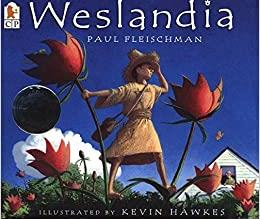 Weslandia
PAUL FLEISCHMAN
ILLUSTRATED BY KEVIN HAWKES